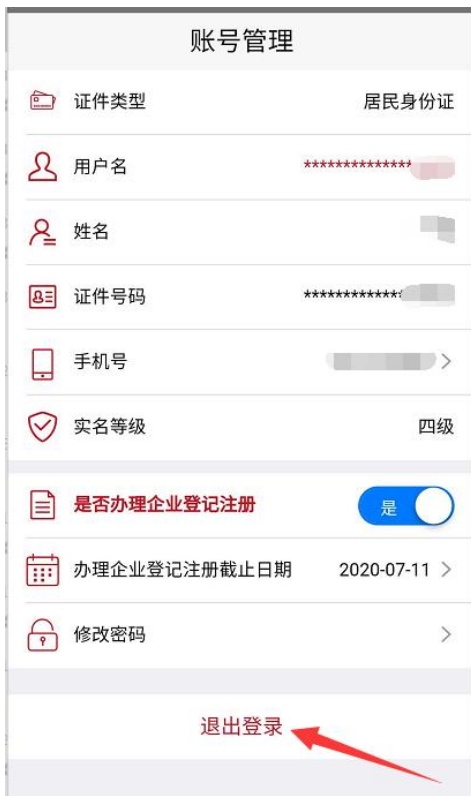 账号管理
证件类型 居民身份证
用户名 **************
姓名
证件号码 *************
手机号
实名等级 四级
是否办理企业登记注册 是
办理企业登记注册截止日期 2020-07-11
修改密码
退出登录